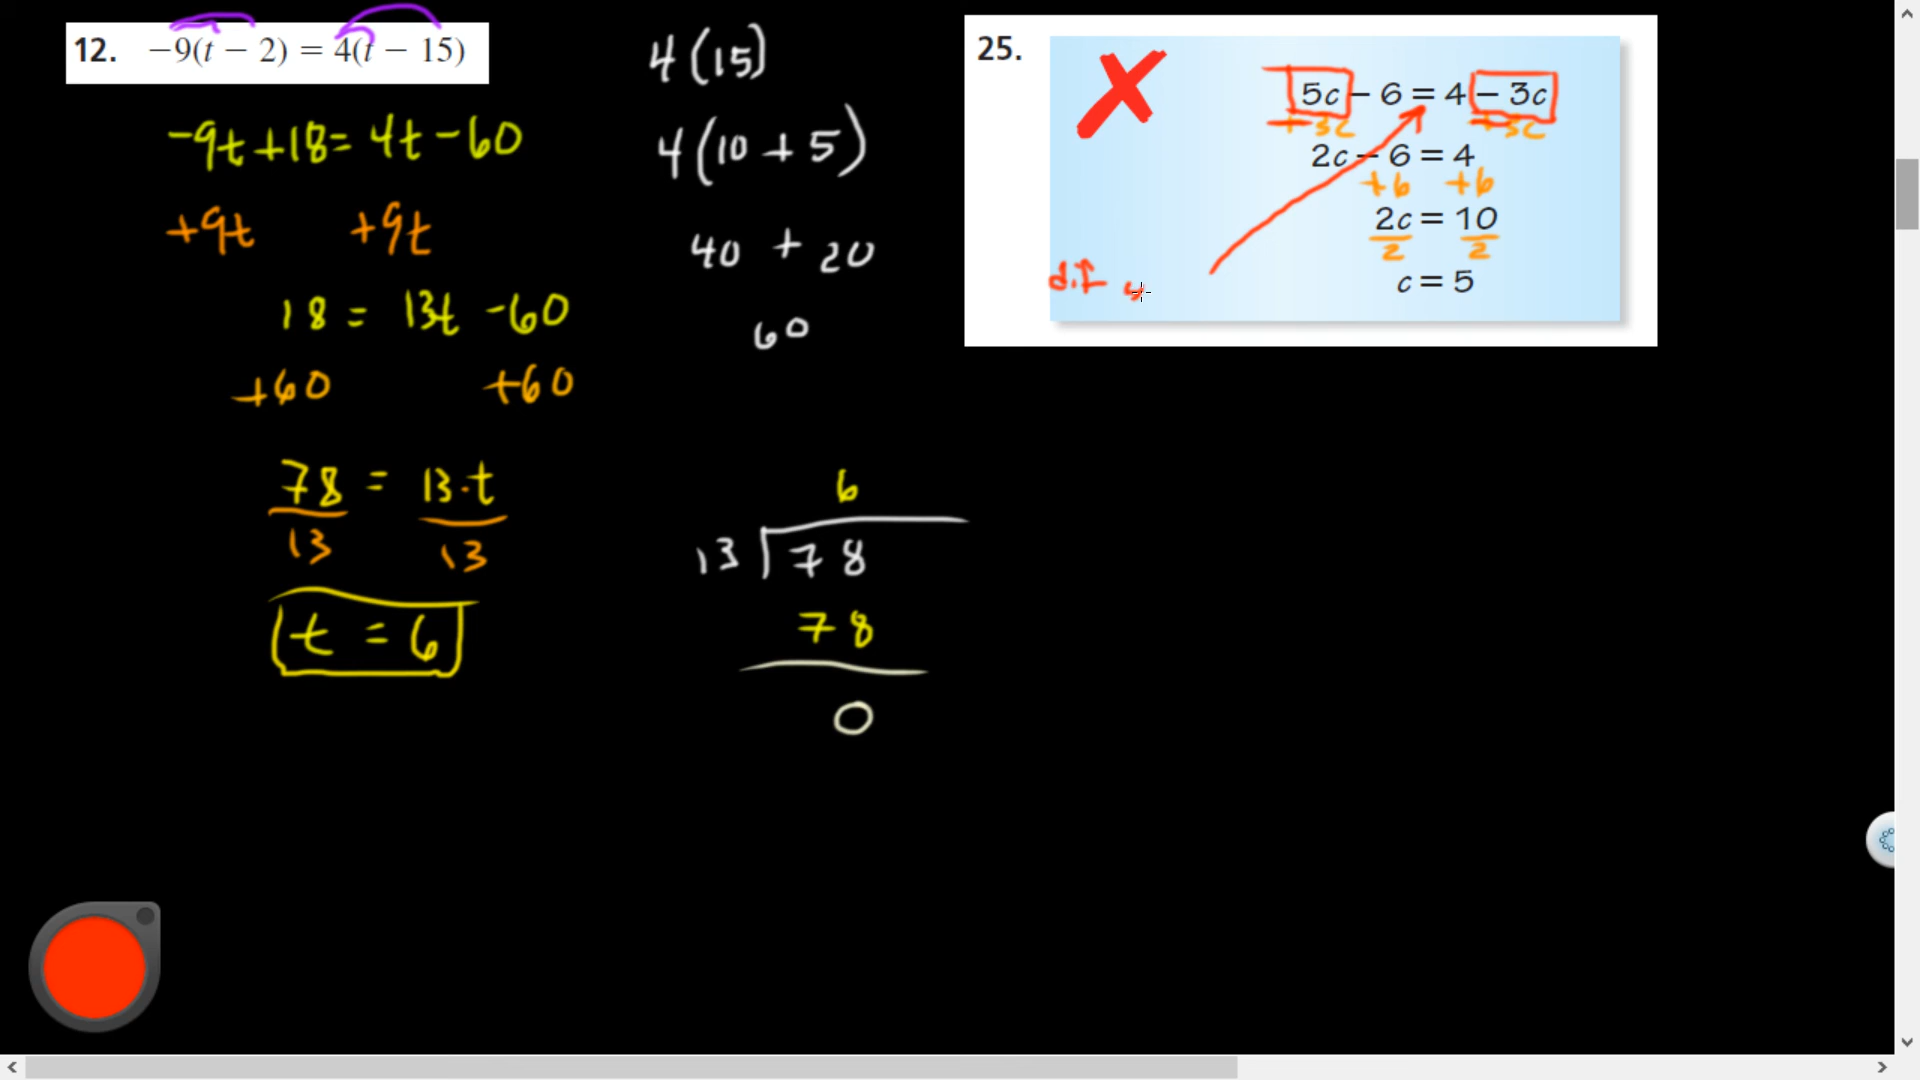 12. −9(t − 2) = 4(t − 15)
-9t+18=4t-60
+9t +9t
18 = 13t -60
+60 +60
78 = 13·t
13 13
t = 6
4(15)
4(10+5)
40 + 20
60
6
13 78
78
0
25.
5c − 6 = 4 − 3c
+3c +3c
2c − 6 = 4
+6 +6
2c = 10
2 2
c = 5